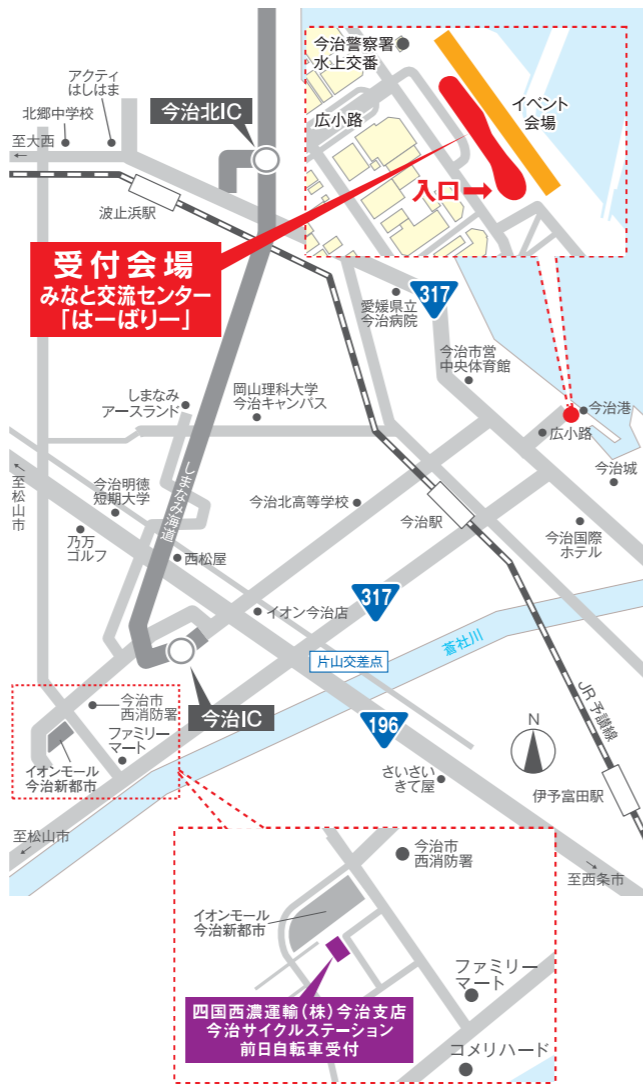 今治警察署
水上交番
広小路
イベント
会場
入口→
アクティ
はしはま
北郷中学校
今治北IC
至大西
←
波止浜駅
受付会場
みなと交流センター
「はーばりー」
317
愛媛県立
今治病院
今治市営
中央体育館
しまなみ
アースランド
岡山理科大学
今治キャンパス
今治港
広小路
今治城
←至松山市
しまなみ海道
今治明徳
短期大学
今治北高等学校
今治駅
乃万
ゴルフ
西松屋
今治国際
ホテル
317
イオン今治店
蒼社川
片山交差点
今治IC
196
JR予讃線
N
今治市
西消防署
ファミリー
マート
イオンモール
今治新都市
さいさい
きて屋
伊予富田駅
至松山市
←
→
至西条市
今治市
西消防署
イオンモール
今治新都市
ファミリー
マート
四国西濃運輸(株)今治支店
今治サイクルステーション
前日自転車受付
コメリハード